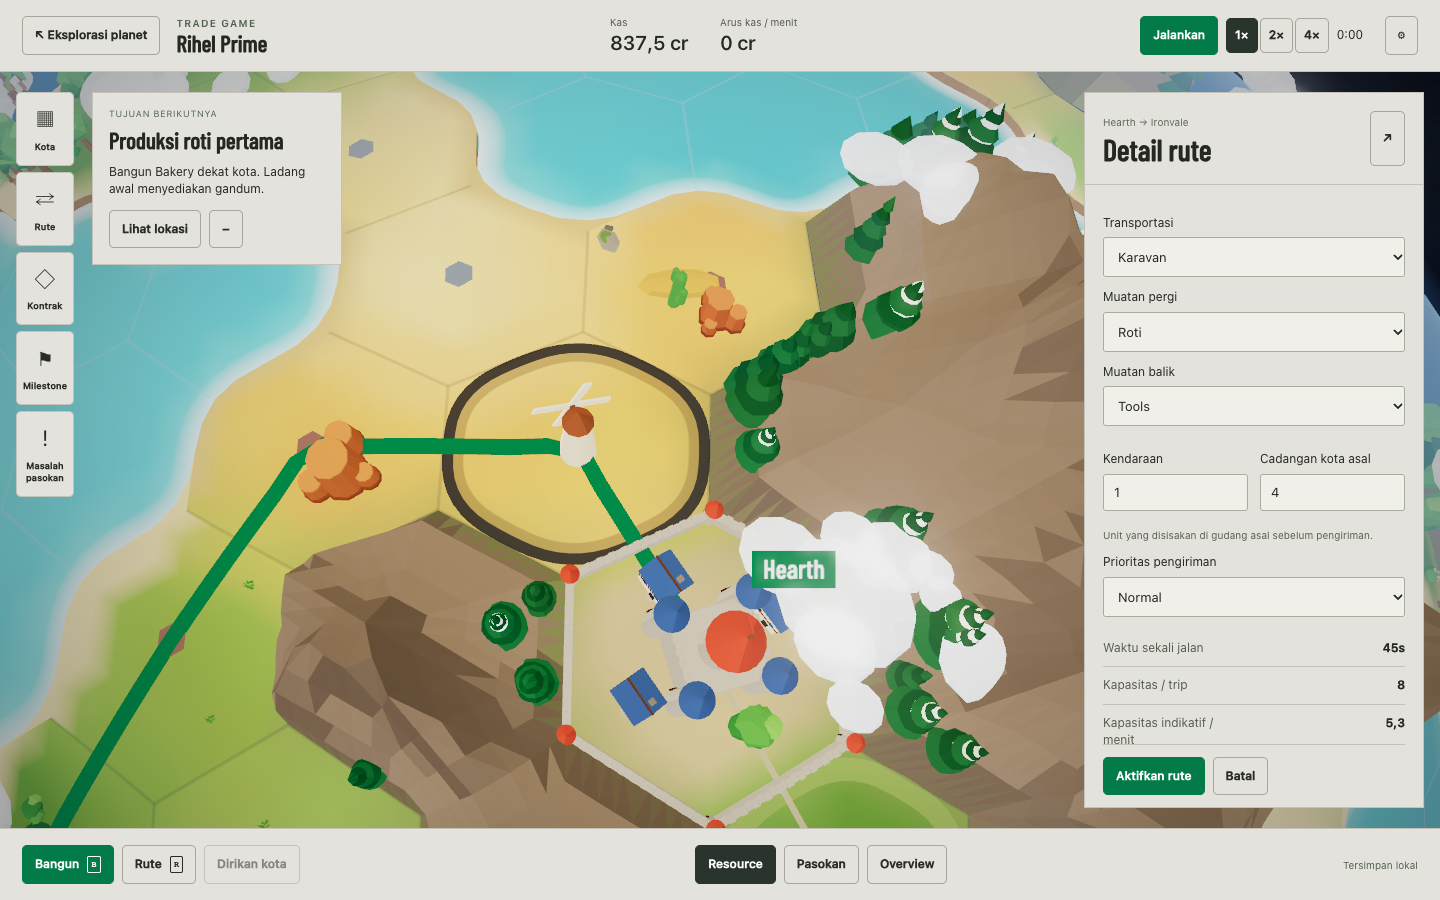 Eksplorasi planet
TRADE GAME
Rihel Prime
Kas
837,5 cr
Arus kas / menit
0 cr
Jalankan
1×
2×
4×
0:00
Kota
Rute
Kontrak
Milestone
!
Masalah
pasokan
TUJUAN BERIKUTNYA
Produksi roti pertama
Bangun Bakery dekat kota. Ladang
awal menyediakan gandum.
Lihat lokasi
–
Hearth
Hearth → Ironvale
Detail rute
Transportasi
Karavan
Muatan pergi
Roti
Muatan balik
Tools
Kendaraan
Cadangan kota asal
1
4
Unit yang disisakan di gudang asal sebelum pengiriman.
Prioritas pengiriman
Normal
Waktu sekali jalan
45s
Kapasitas / trip
8
Kapasitas indikatif /
menit
5,3
Aktifkan rute
Batal
Bangun B
Rute R
Dirikan kota
Resource
Pasokan
Overview
Tersimpan lokal